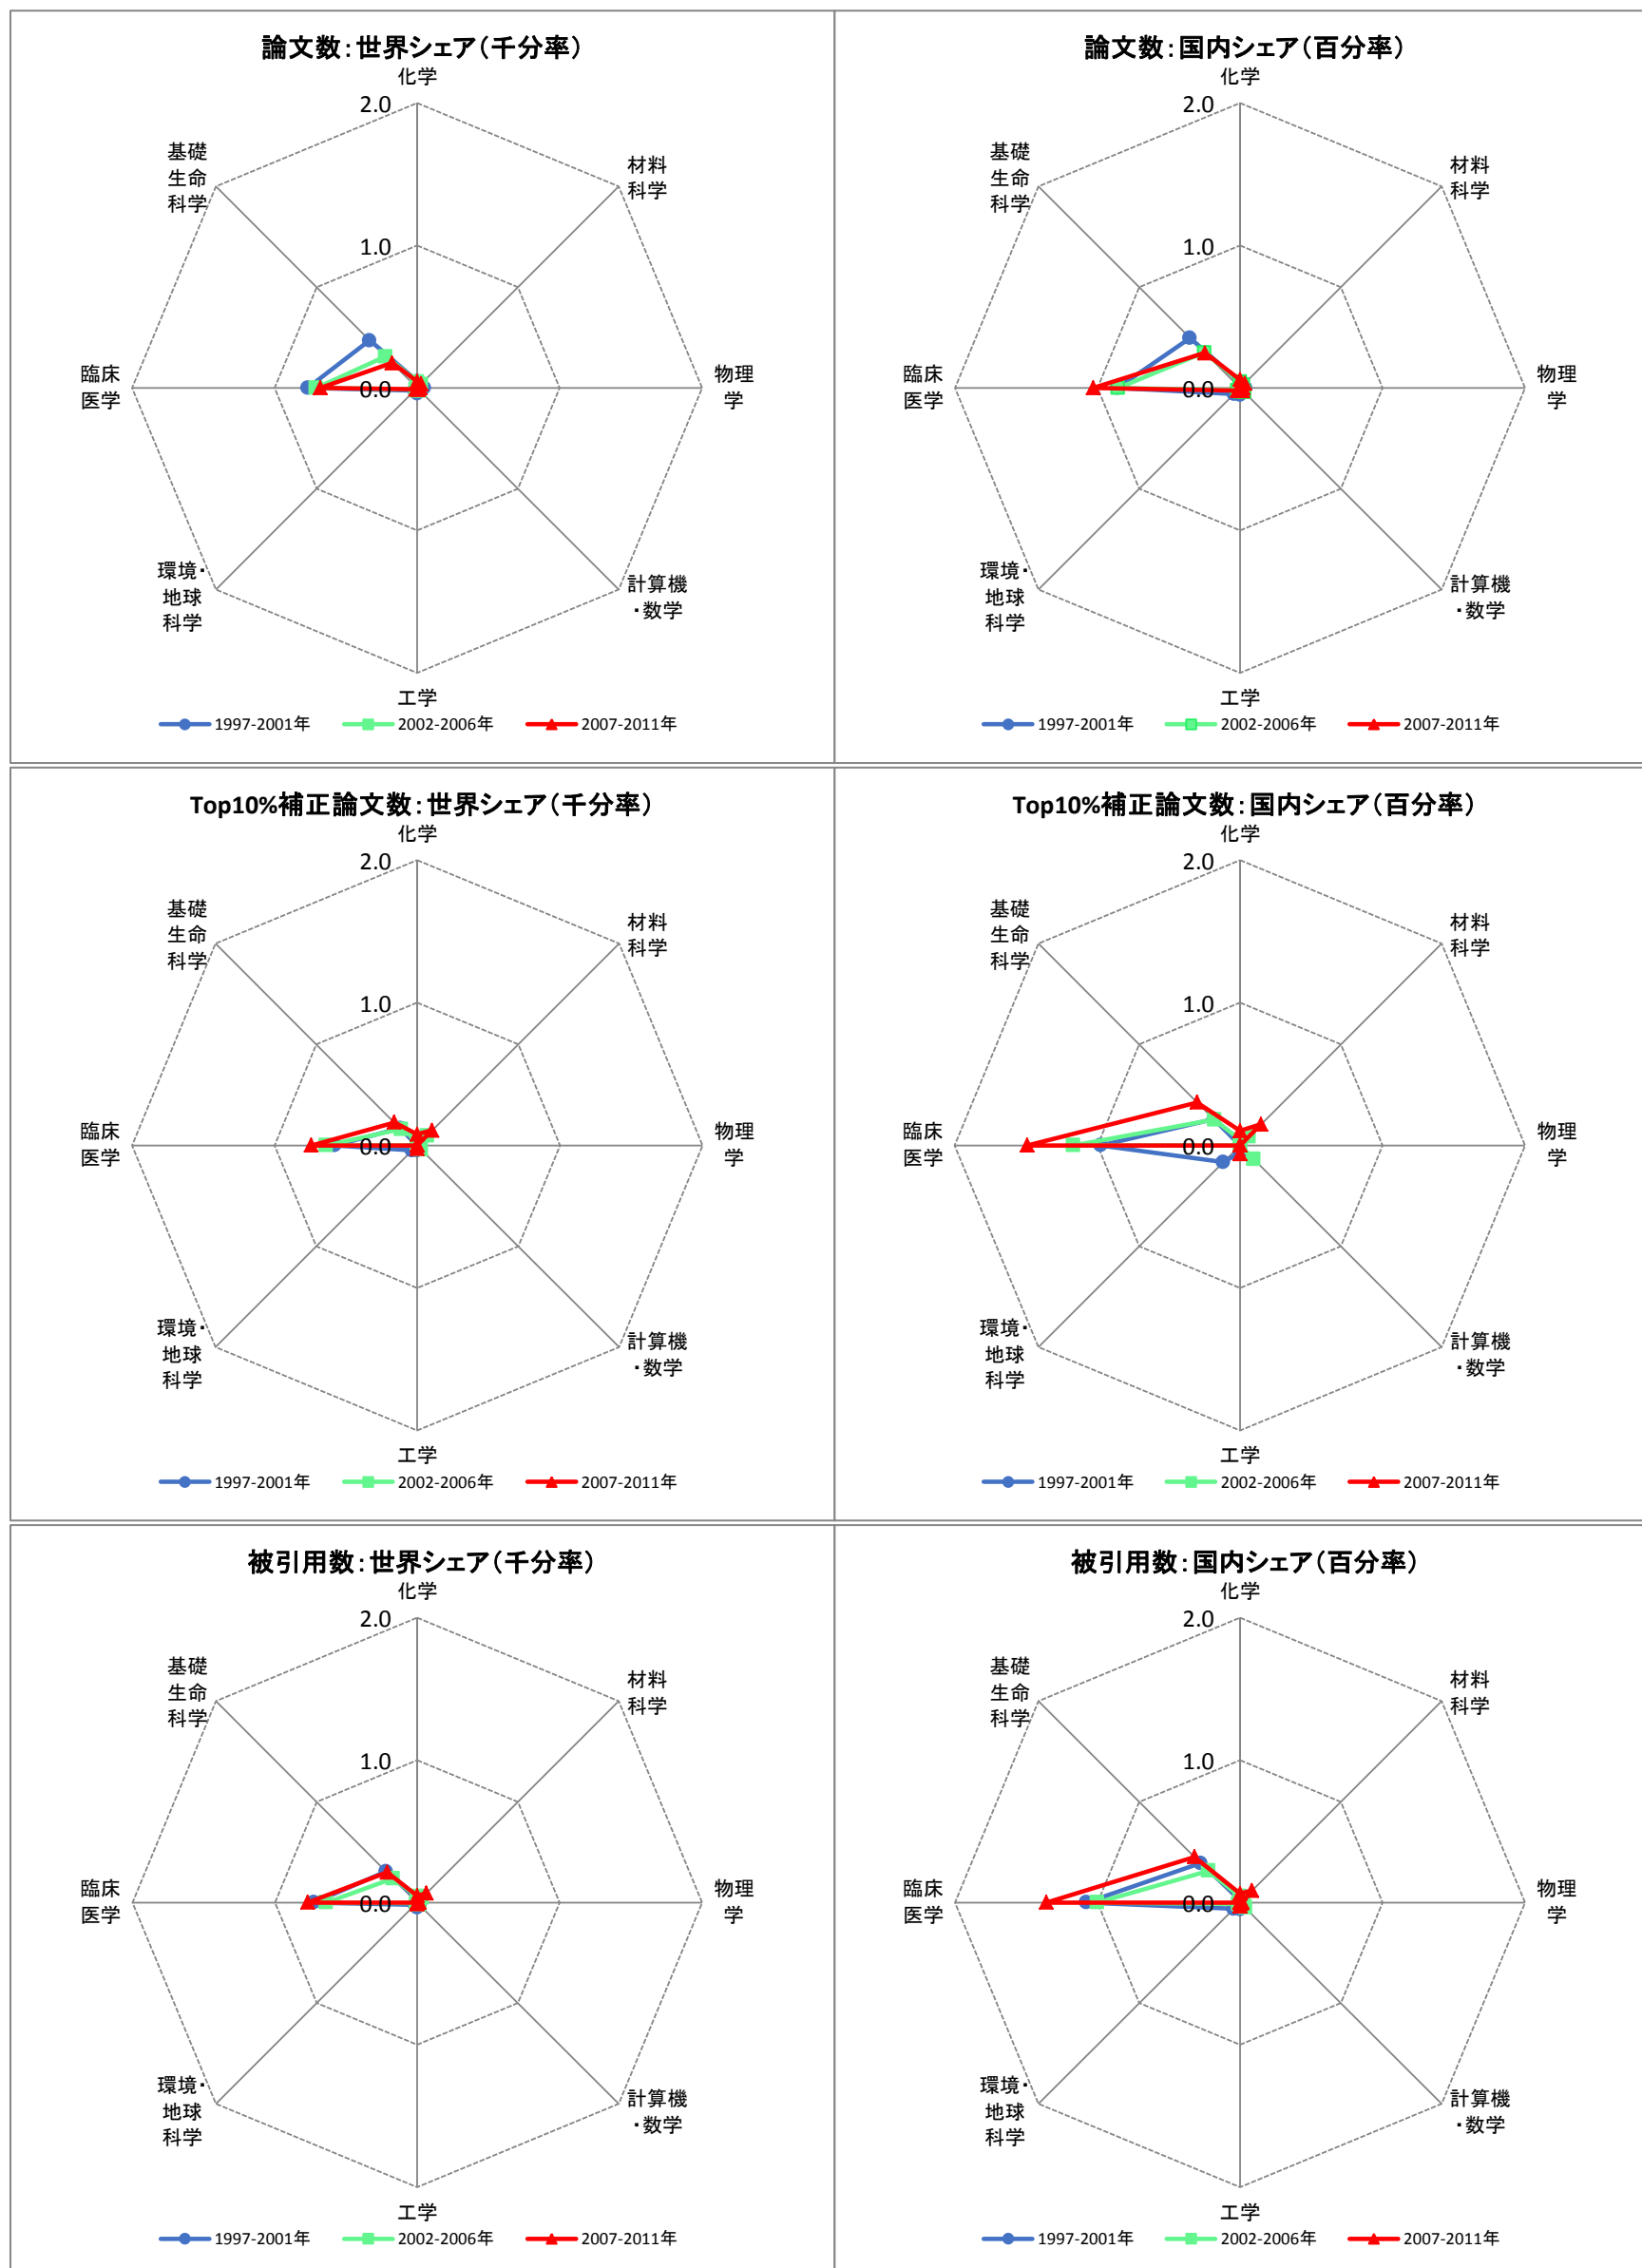 論文数：世界シェア（千分率）
化学
2.0
1.0
0.0
材料
科学
物理
学
計算機
・数学
工学
環境・
地球
科学
臨床
医学
基礎
生命
科学
1997-2001年
2002-2006年
2007-2011年
論文数：国内シェア（百分率）
化学
2.0
1.0
0.0
材料
科学
物理
学
計算機
・数学
工学
環境・
地球
科学
臨床
医学
基礎
生命
科学
1997-2001年
2002-2006年
2007-2011年
Top10%補正論文数：世界シェア（千分率）
化学
2.0
1.0
0.0
材料
科学
物理
学
計算機
・数学
工学
環境・
地球
科学
臨床
医学
基礎
生命
科学
1997-2001年
2002-2006年
2007-2011年
Top10%補正論文数：国内シェア（百分率）
化学
2.0
1.0
0.0
材料
科学
物理
学
計算機
・数学
工学
環境・
地球
科学
臨床
医学
基礎
生命
科学
1997-2001年
2002-2006年
2007-2011年
被引用数：世界シェア（千分率）
化学
2.0
1.0
0.0
材料
科学
物理
学
計算機
・数学
工学
環境・
地球
科学
臨床
医学
基礎
生命
科学
1997-2001年
2002-2006年
2007-2011年
被引用数：国内シェア（百分率）
化学
2.0
1.0
0.0
材料
科学
物理
学
計算機
・数学
工学
環境・
地球
科学
臨床
医学
基礎
生命
科学
1997-2001年
2002-2006年
2007-2011年